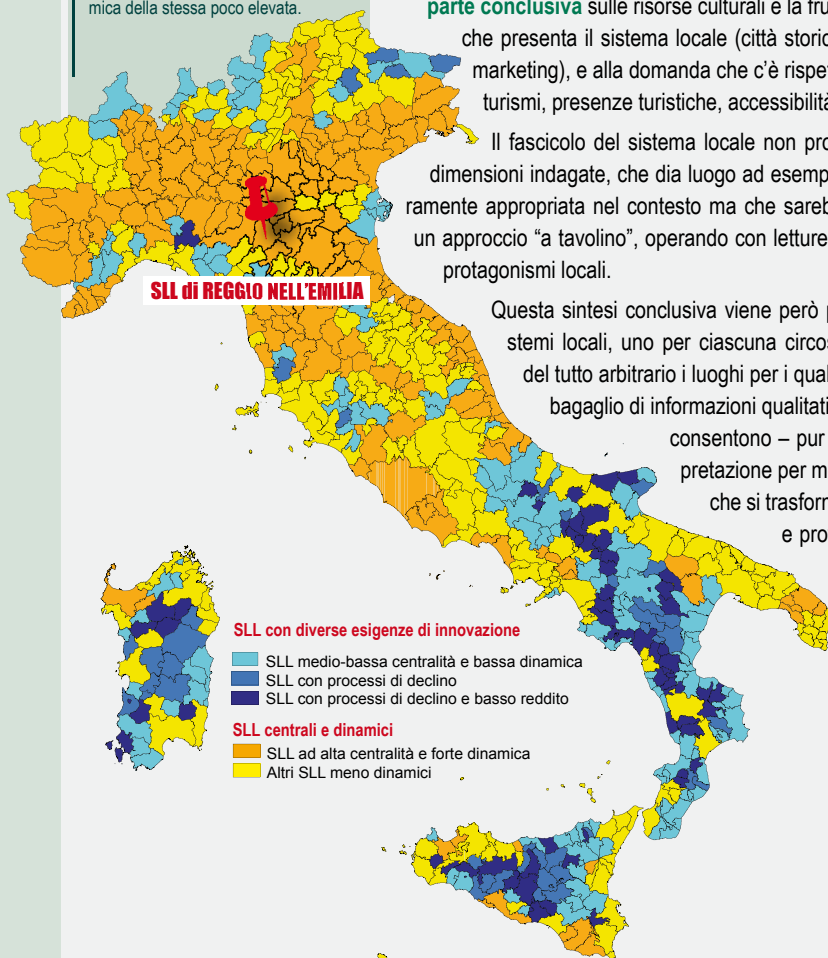 mica della stessa poco elevata.
parte conclusiva sulle risorse culturali e la fru
che presenta il sistema locale (città storic
marketing), e alla domanda che c'è rispe
turismi, presenze turistiche, accessibilità
Il fascicolo del sistema locale non pro
dimensioni indagate, che dia luogo ad esemp
ramente appropriata nel contesto ma che sareb
un approccio “a tavolino”, operando con letture
protagonismi locali.
SLL di REGGIO NELL'EMILIA
Questa sintesi conclusiva viene però p
stemi locali, uno per ciascuna circos
del tutto arbitrario i luoghi per i qual
bagaglio di informazioni qualitati
consentono – pur
pretazione per m
che si trasforn
e pro
SLL con diverse esigenze di innovazione
SLL medio-bassa centralità e bassa dinamica
SLL con processi di declino
SLL con processi di declino e basso reddito
SLL centrali e dinamici
SLL ad alta centralità e forte dinamica
Altri SLL meno dinamici